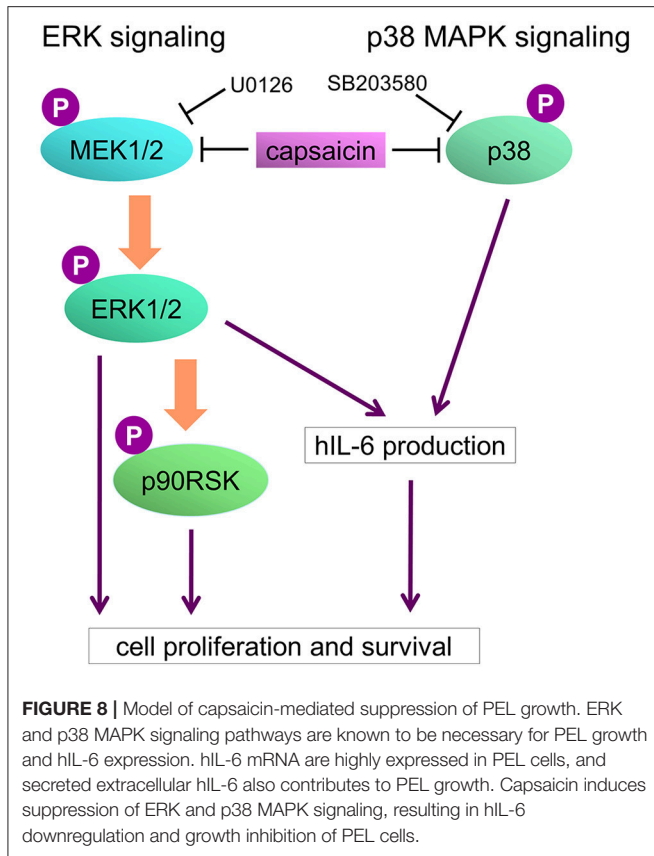 ERK signaling
p38 MAPK signaling
U0126
SB203580
P
P
MEK1/2
capsaicin
p38
P
ERK1/2
P
hIL-6 production
p90RSK
cell proliferation and survival
FIGURE 8 | Model of capsaicin-mediated suppression of PEL growth. ERK
and p38 MAPK signaling pathways are known to be necessary for PEL growth
and hIL-6 expression. hIL-6 mRNA are highly expressed in PEL cells, and
secreted extracellular hIL-6 also contributes to PEL growth. Capsaicin induces
suppression of ERK and p38 MAPK signaling, resulting in hIL-6
downregulation and growth inhibition of PEL cells.